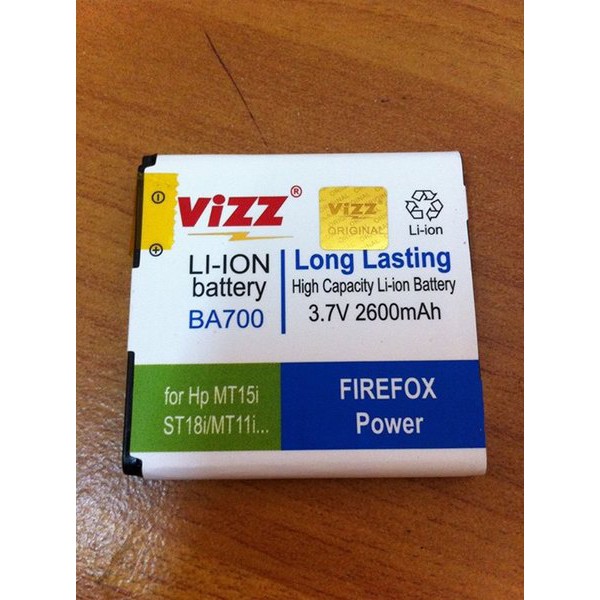 VizZ®
VizZ
ORIGINAL
Li-ion
LI-ION
battery
BA700
Long Lasting
High Capacity Li-ion Battery
3.7V 2600mAh
for Hp MT15i
ST18i/MT11i...
FIREFOX
Power